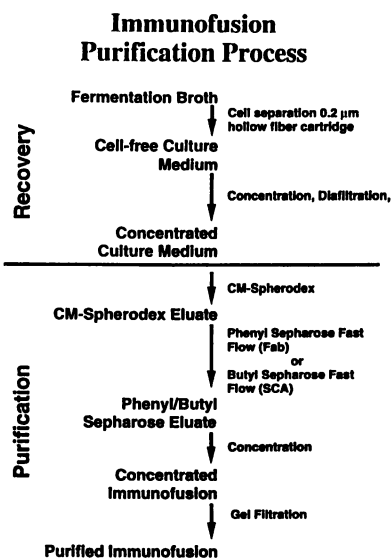 Immunofusion
Purification Process
Recovery
Fermentation Broth
Cell separation 0.2 µm
hollow fiber cartridge
Cell-free Culture
Medium
Concentration, Diafiltration,
Concentrated
Culture Medium
Purification
CM-Spherodex
CM-Spherodex Eluate
Phenyl Sepharose Fast
Flow (Fab)
or
Butyl Sepharose Fast
Flow (SCA)
Phenyl/Butyl
Sepharose Eluate
Concentration
Concentrated
Immunofusion
Gel Filtration
Purified Immunofusion